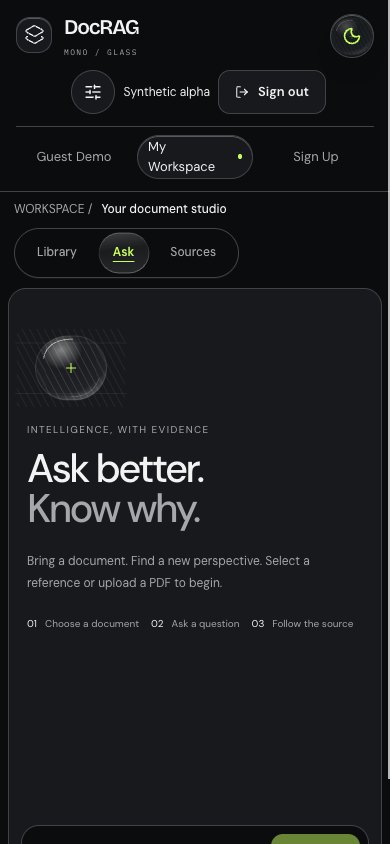 DocRAG
MONO / GLASS
Synthetic alpha
Sign out
Guest Demo
My
Workspace
Sign Up
WORKSPACE / Your document studio
Library
Ask
Sources
INTELLIGENCE, WITH EVIDENCE
Ask better.
Know why.
Bring a document. Find a new perspective. Select a
reference or upload a PDF to begin.
01 Choose a document 02 Ask a question 03 Follow the source